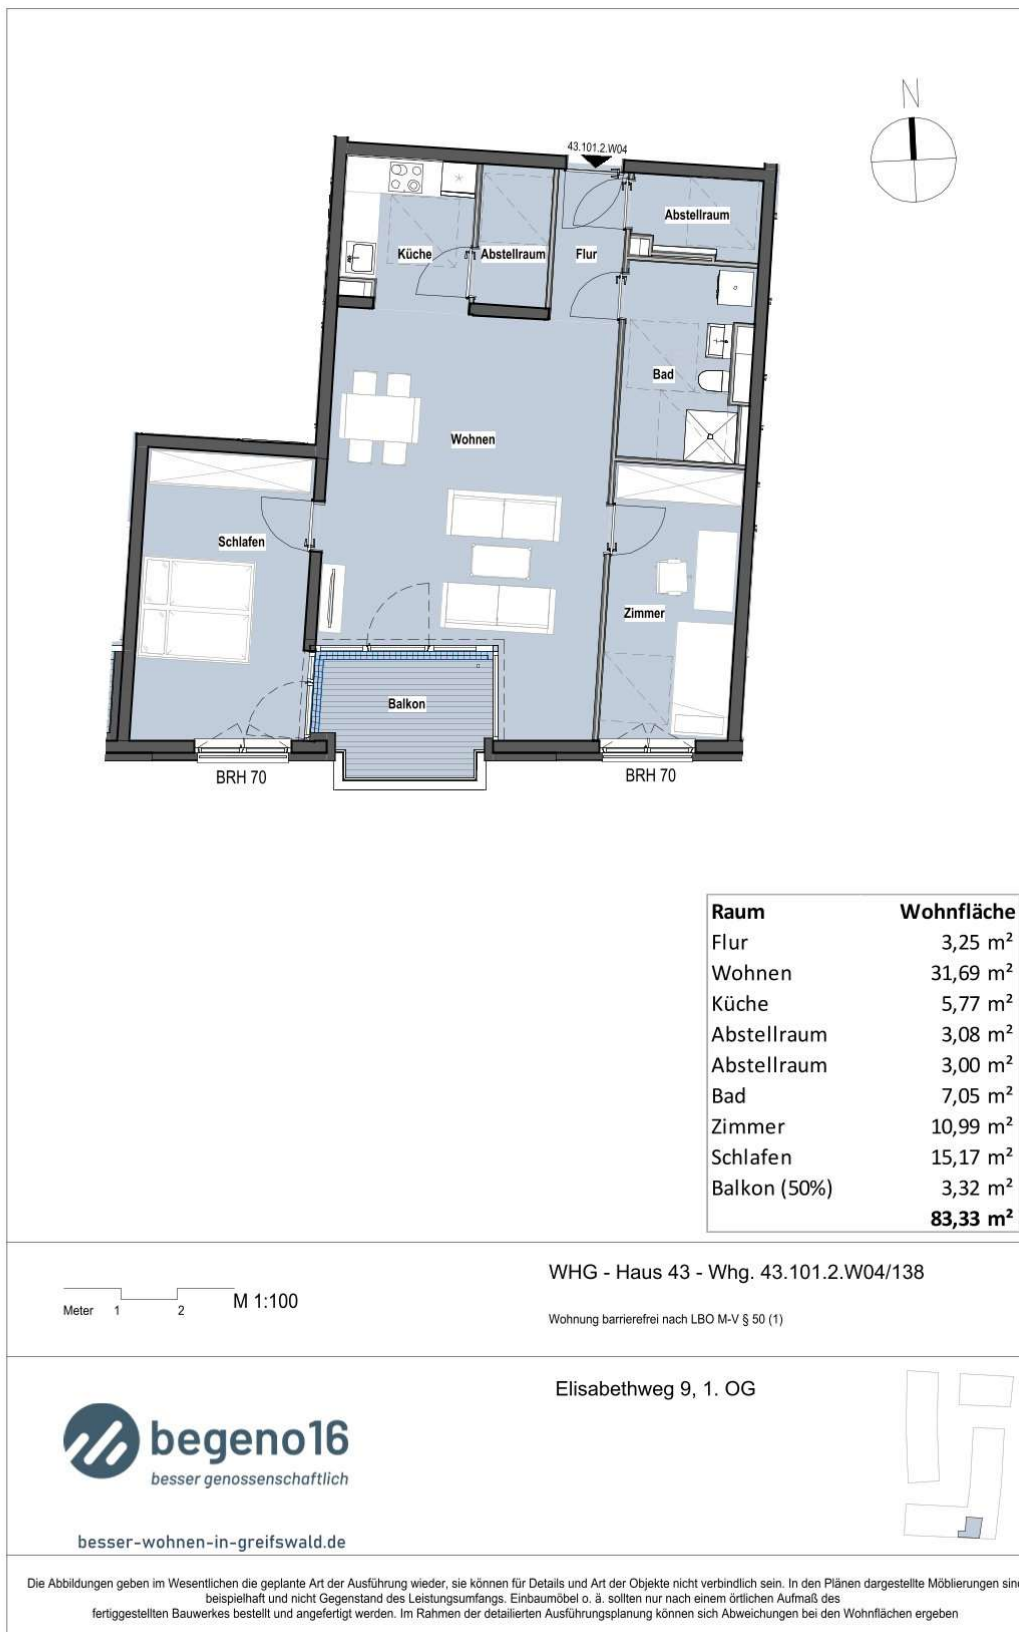 N
43.101.2.W04
Abstellraum
Küche
Abstellraum
Flur
Bad
Wohnen
Schlafen
Zimmer
Balkon
BRH 70
BRH 70
Raum Wohnfläche
Flur 3,25 m²
Wohnen 31,69 m²
Küche 5,77 m²
Abstellraum 3,08 m²
Abstellraum 3,00 m²
Bad 7,05 m²
Zimmer 10,99 m²
Schlafen 15,17 m²
Balkon (50%) 3,32 m²
83,33 m²
WHG - Haus 43 - Whg. 43.101.2.W04/138
Meter 1 2 M 1:100
Wohnung barrierefrei nach LBO M-V § 50 (1)
Elisabethweg 9, 1. OG
begeno16
besser genossenschaftlich
besser-wohnen-in-greifswald.de
Die Abbildungen geben im Wesentlichen die geplante Art der Ausführung wieder, sie können für Details und Art der Objekte nicht verbindlich sein. In den Plänen dargestellte Möblierungen sind
beispielhaft und nicht Gegenstand des Leistungsumfangs. Einbaumöbel o. ä. sollten nur nach einem örtlichen Aufmaß des
fertiggestellten Bauwerkes bestellt und angefertigt werden. Im Rahmen der detailierten Ausführungsplanung können sich Abweichungen bei den Wohnflächen ergeben